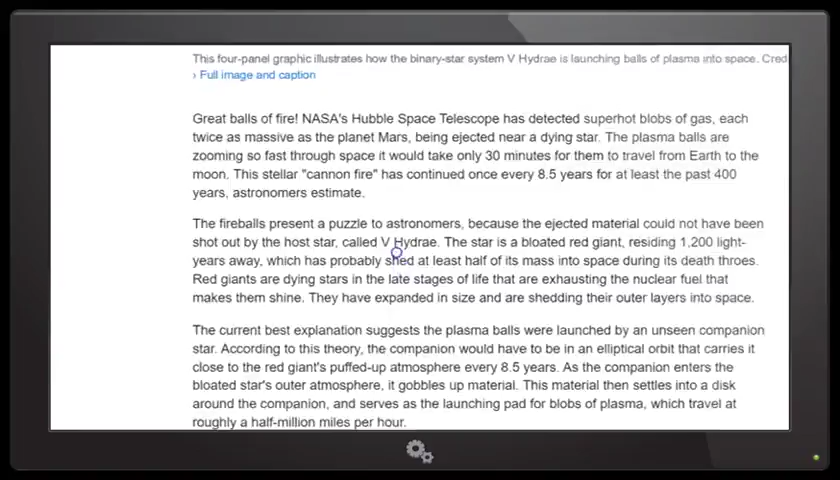 This four-panel graphic illustrates how the binary-star system V Hydrae is launching balls of plasma into space. Cred
› Full image and caption
Great balls of fire! NASA's Hubble Space Telescope has detected superhot blobs of gas, each
twice as massive as the planet Mars, being ejected near a dying star. The plasma balls are
zooming so fast through space it would take only 30 minutes for them to travel from Earth to the
moon. This stellar "cannon fire" has continued once every 8.5 years for at least the past 400
years, astronomers estimate.
The fireballs present a puzzle to astronomers, because the ejected material could not have been
shot out by the host star, called V Hydrae. The star is a bloated red giant, residing 1,200 light-
years away, which has probably shed at least half of its mass into space during its death throes.
Red giants are dying stars in the late stages of life that are exhausting the nuclear fuel that
makes them shine. They have expanded in size and are shedding their outer layers into space.
The current best explanation suggests the plasma balls were launched by an unseen companion
star. According to this theory, the companion would have to be in an elliptical orbit that carries it
close to the red giant's puffed-up atmosphere every 8.5 years. As the companion enters the
bloated star's outer atmosphere, it gobbles up material. This material then settles into a disk
around the companion, and serves as the launching pad for blobs of plasma, which travel at
roughly a half-million miles per hour.